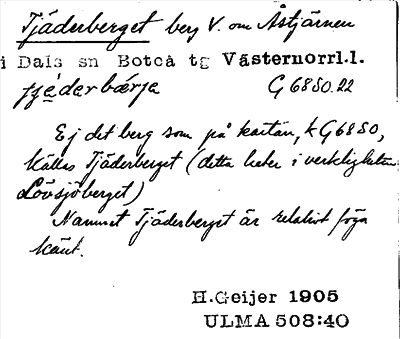 Tjäderberget berg V. om Åstjärnen
i Dals sn Boteå tg Västernorrl.l.
G 6850.22
Ej det berg som på kartan, k G 6850,
kallas Tjäderberget (detta heter i verkligheten
Lövsjöberget)
Namnet Tjäderberget är relativt föga
känt.
H.Geijer 1905
ULMA 508:40